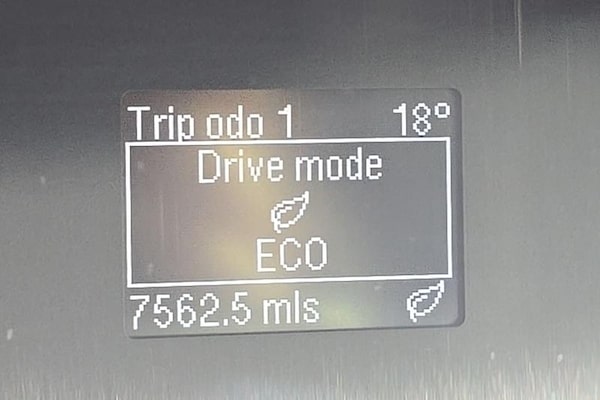 Trip odo 1 18°
Drive mode
ECO
7562.5 mls